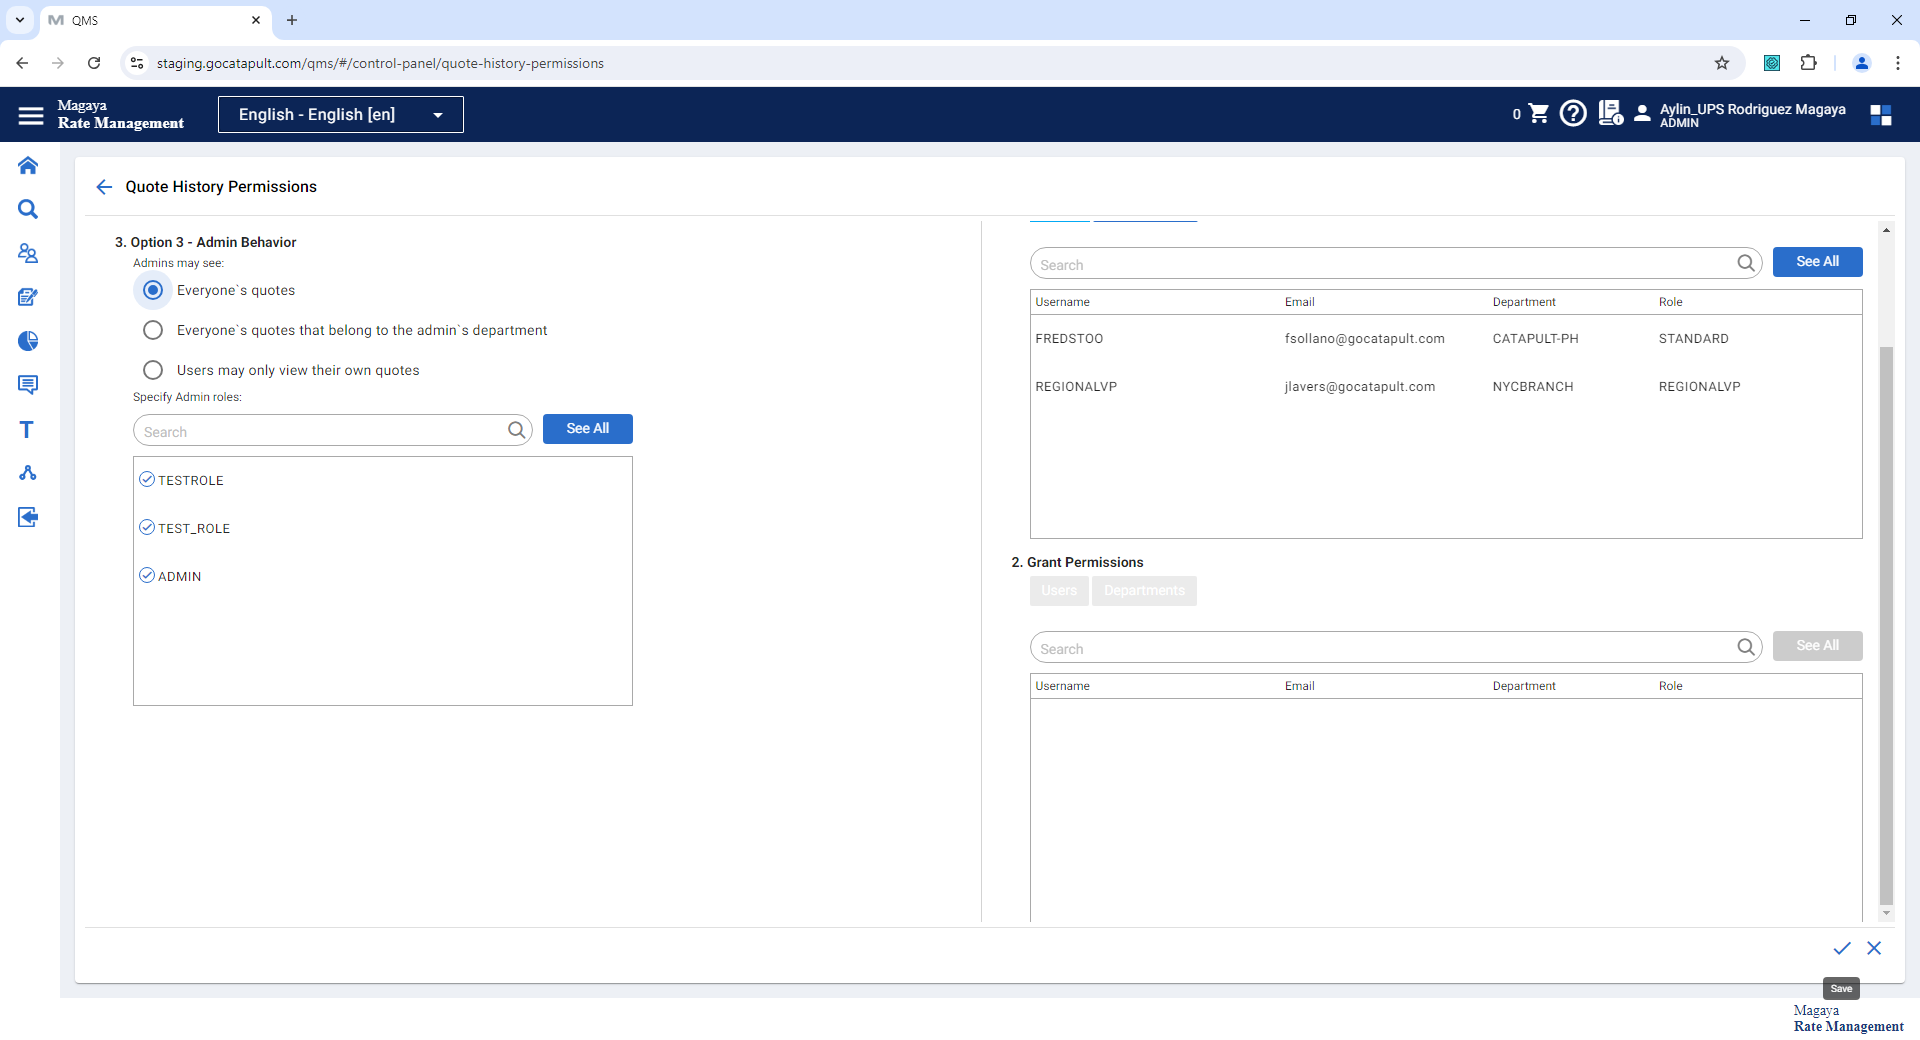 QMS
staging.gocatapult.com/qms/#/control-panel/quote-history-permissions
Magaya
Rate Management
English - English [en]
0
Aylin_UPS Rodriguez Magaya
ADMIN
Quote History Permissions
3. Option 3 - Admin Behavior
Admins may see:
Everyone`s quotes
Everyone`s quotes that belong to the admin`s department
Users may only view their own quotes
Specify Admin roles:
Search
See All
TESTROLE
TEST_ROLE
ADMIN
Search
See All
Username Email Department Role
FREDSTOO fsollano@gocatapult.com CATAPULT-PH STANDARD
REGIONALVP jlavers@gocatapult.com NYCBRANCH REGIONALVP
2. Grant Permissions
Users Departments
Search
See All
Username Email Department Role
Save
Magaya
Rate Management